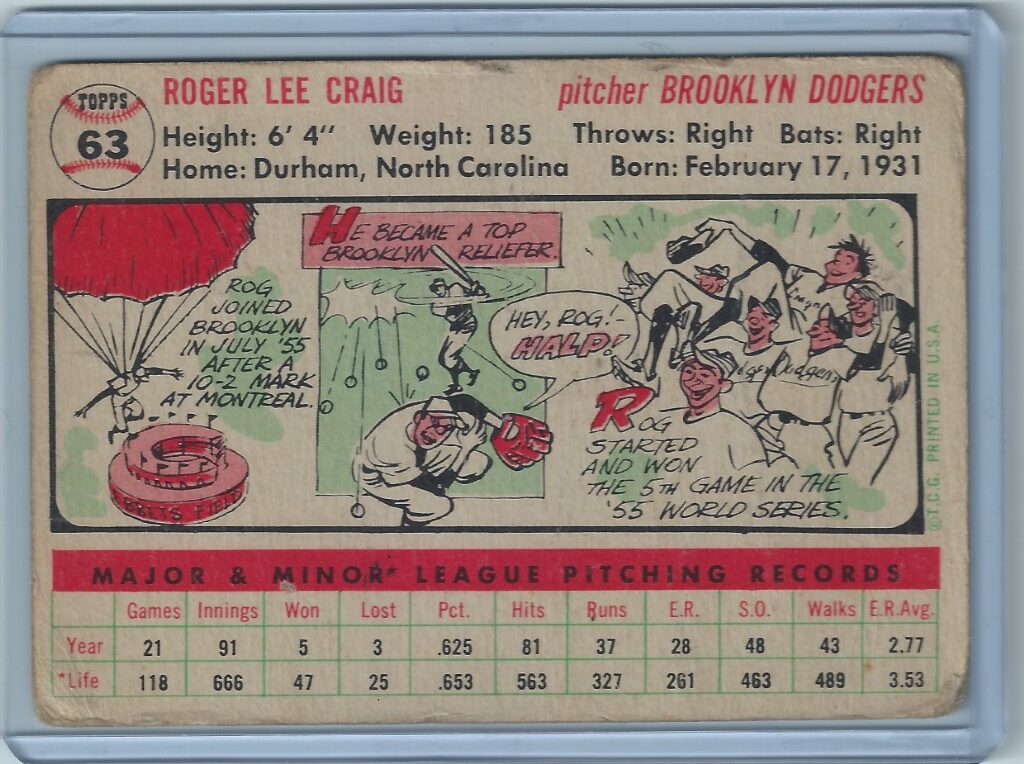 TOPPS
63
ROGER LEE CRAIG
pitcher BROOKLYN DODGERS
Height: 6' 4" Weight: 185 Throws: Right Bats: Right
Home: Durham, North Carolina Born: February 17, 1931
ROG
JOINED
BROOKLYN
IN JULY '55
AFTER A
10-2 MARK
AT MONTREAL.
EBBETS FIELD
HE BECAME A TOP
BROOKLYN RELIEFER.
HEY, ROG!-
HALP!
Dodgers
ROG
STARTED
AND WON
THE 5TH GAME IN THE
'55 WORLD SERIES.
©T.C.G. PRINTED IN U.S.A
MAJOR & MINOR* LEAGUE PITCHING RECORDS
Games Innings Won Lost Pct. Hits Runs E.R. S.O. Walks E.R.Avg.
Year 21 91 5 3 .625 81 37 28 48 43 2.77
*Life 118 666 47 25 .653 563 327 261 463 489 3.53